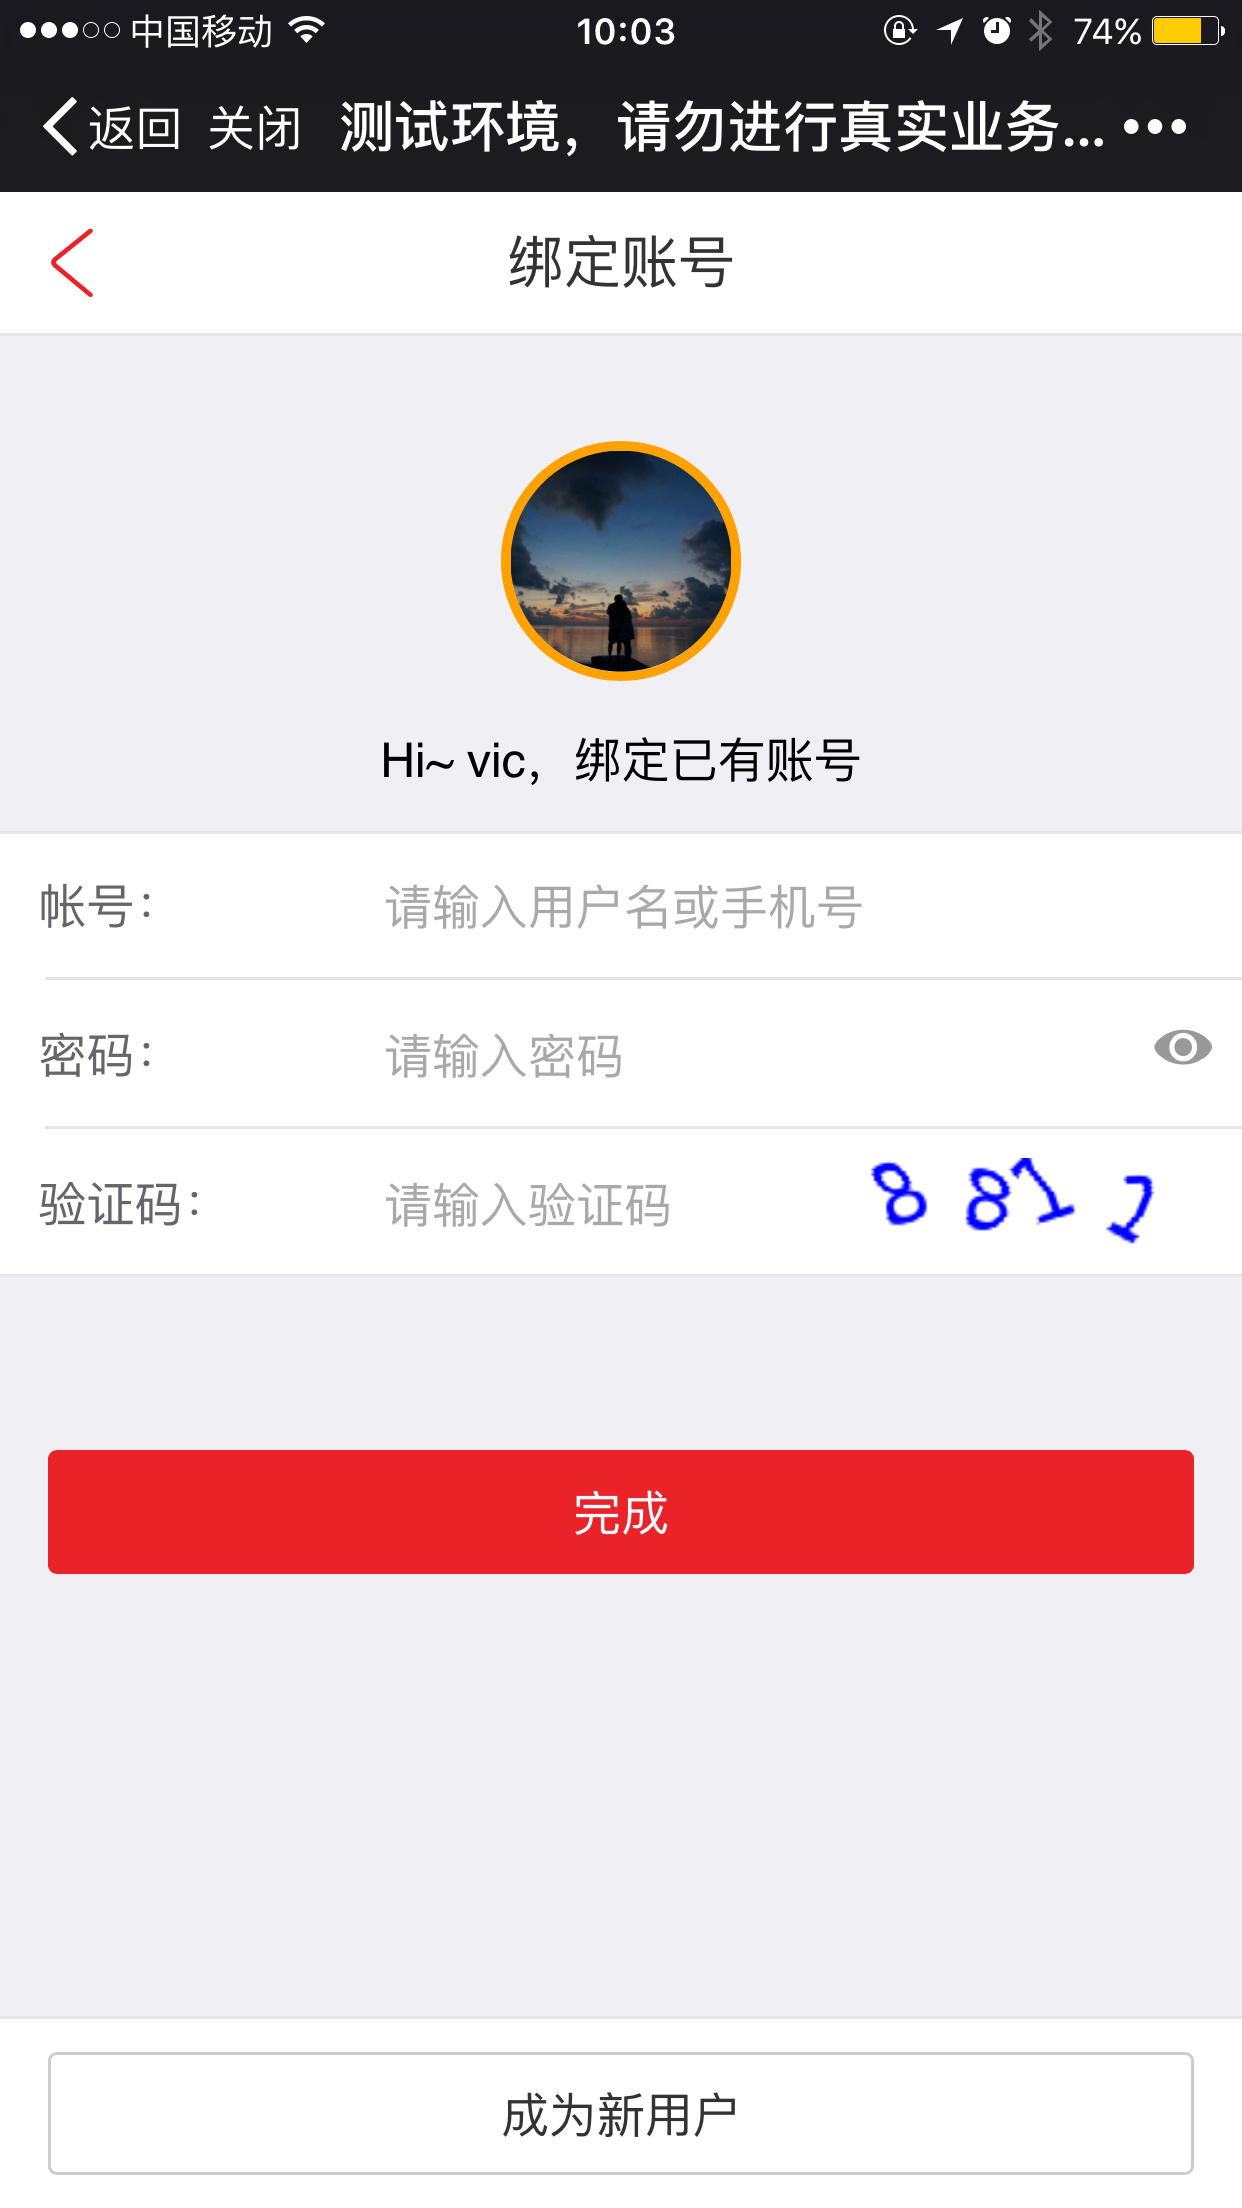 中国移动 10:03 74%
返回 关闭 测试环境，请勿进行真实业务...
绑定账号
Hi~ vic，绑定已有账号
帐号： 请输入用户名或手机号
密码： 请输入密码
验证码： 请输入验证码 8811
完成
成为新用户